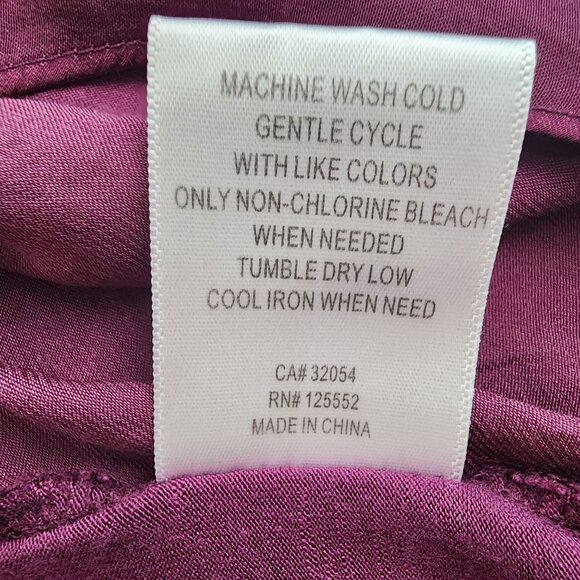 MACHINE WASH COLD
GENTLE CYCLE
WITH LIKE COLORS
ONLY NON-CHLORINE BLEACH
WHEN NEEDED
TUMBLE DRY LOW
COOL IRON WHEN NEED
CA# 32054
RN# 125552
MADE IN CHINA